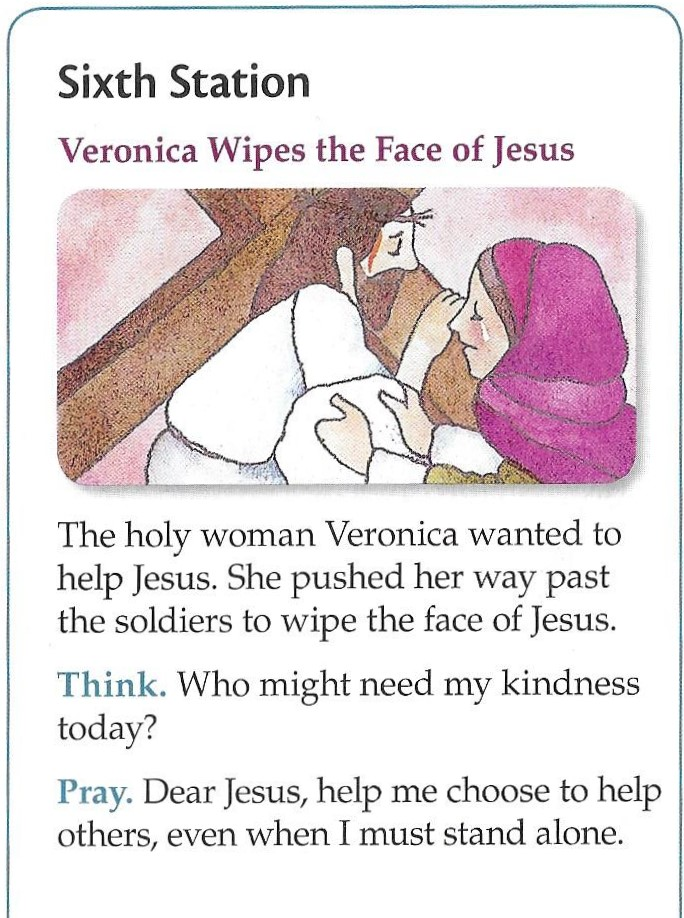 Sixth Station
Veronica Wipes the Face of Jesus
The holy woman Veronica wanted to
help Jesus. She pushed her way past
the soldiers to wipe the face of Jesus.
Think. Who might need my kindness
today?
Pray. Dear Jesus, help me choose to help
others, even when I must stand alone.